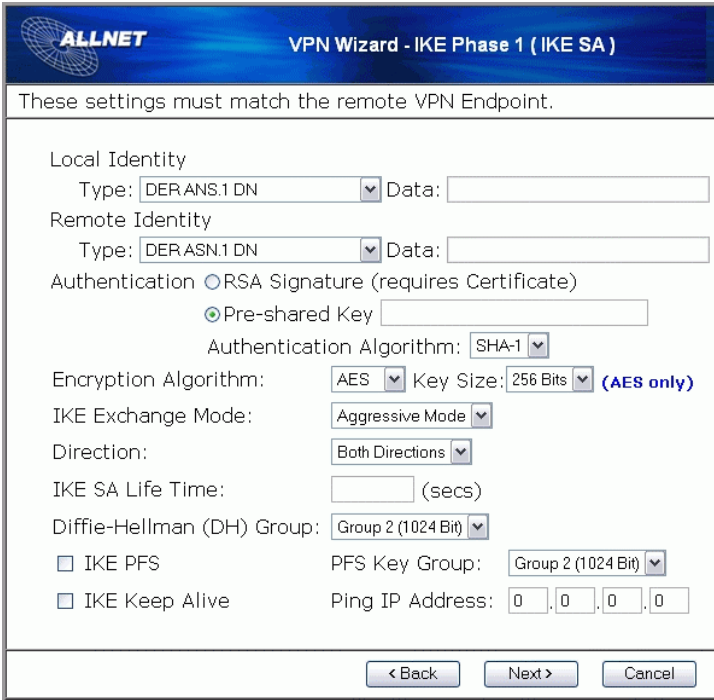 ALLNET
VPN Wizard - IKE Phase 1 ( IKE SA )
These settings must match the remote VPN Endpoint.
Local Identity
Type: DER ANS.1 DN Data:
Remote Identity
Type: DER ASN.1 DN Data:
Authentication RSA Signature (requires Certificate)
Pre-shared Key
Authentication Algorithm: SHA-1
Encryption Algorithm: AES Key Size: 256 Bits (AES only)
IKE Exchange Mode: Aggressive Mode
Direction: Both Directions
IKE SA Life Time: (secs)
Diffie-Hellman (DH) Group: Group 2 (1024 Bit)
IKE PFS PFS Key Group: Group 2 (1024 Bit)
IKE Keep Alive Ping IP Address: 0 . 0 . 0 . 0
< Back Next > Cancel